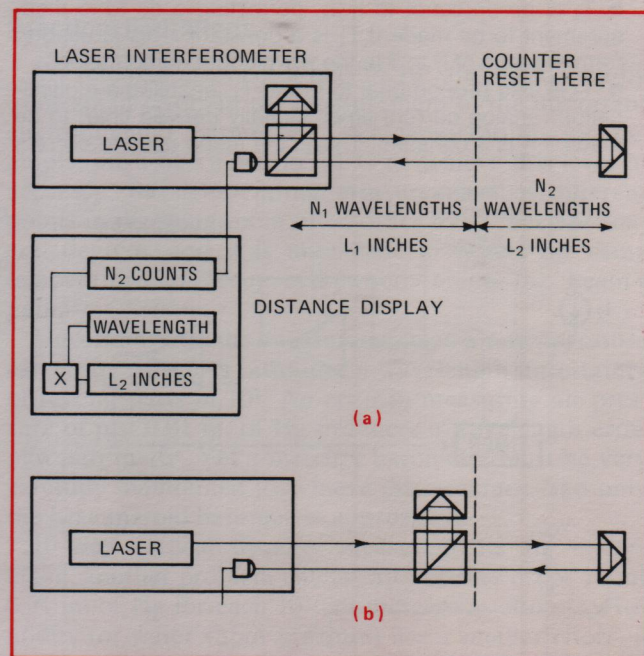 LASER INTERFEROMETER
COUNTER
RESET HERE
LASER
N₁ WAVELENGTHS
N₂
WAVELENGTHS
L₁ INCHES
L₂ INCHES
N₂ COUNTS
WAVELENGTH
X
L₂ INCHES
DISTANCE DISPLAY
(a)
LASER
(b)